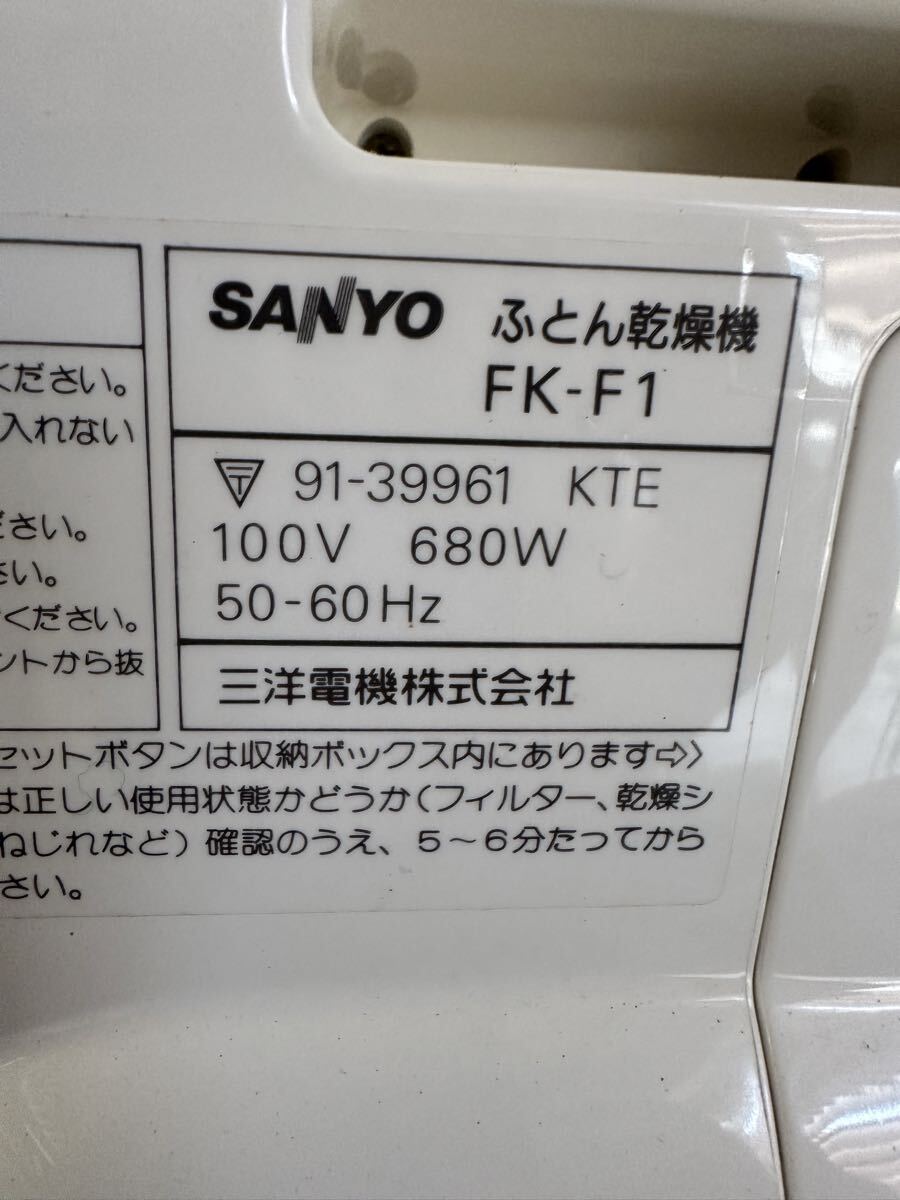 SANYO ふとん乾燥機
FK-F1
〒 91-39961 KTE
100V 680W
50-60Hz
三洋電機株式会社
ください。
入れない
ださい。
さい。
ください。
ントから抜
セットボタンは収納ボックス内にあります⇨〉
は正しい使用状態かどうか(フィルター、乾燥シ
ねじれなど)確認のうえ、5〜6分たってから
さい。